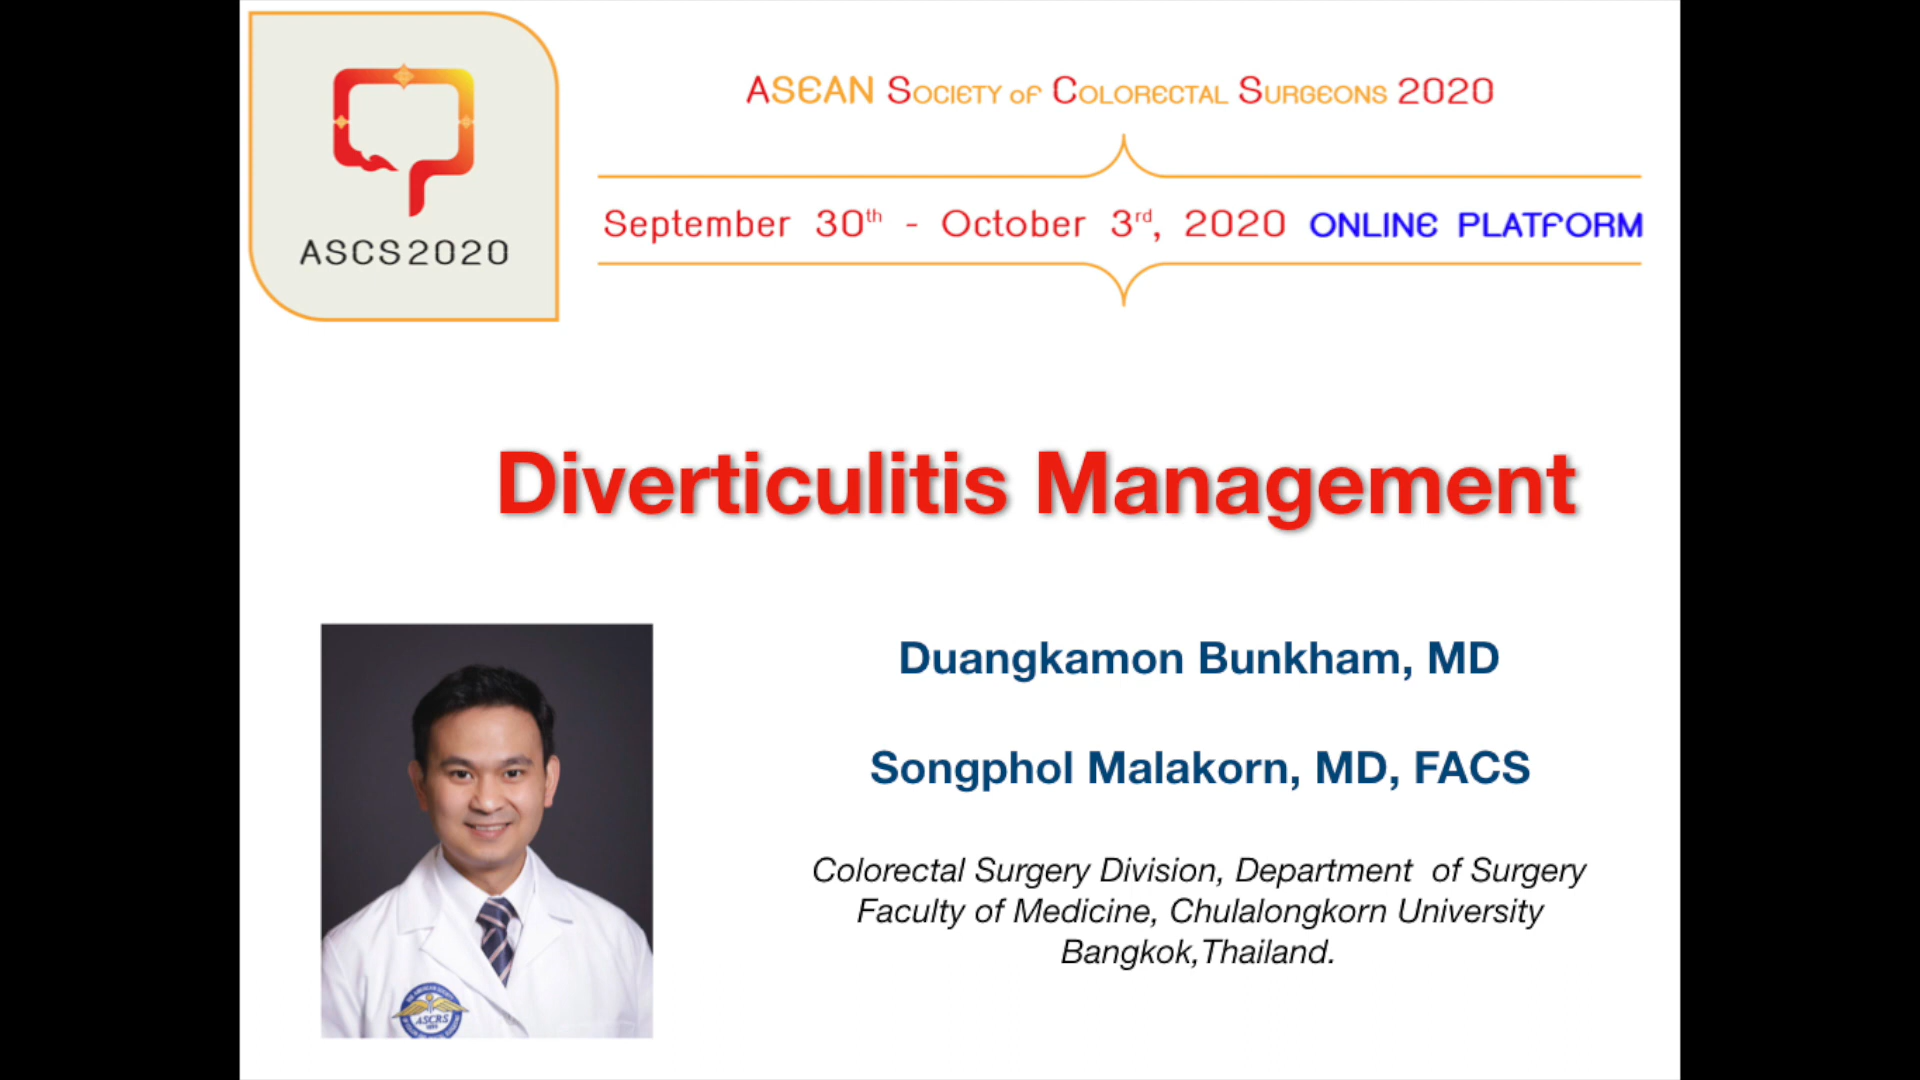 ASCS2020
ASEAN SOCIETY OF COLORECTAL SURGEONS 2020
September 30th - October 3rd, 2020 ONLINE PLATFORM
Diverticulitis Management
Duangkamon Bunkham, MD
Songphol Malakorn, MD, FACS
Colorectal Surgery Division, Department of Surgery
Faculty of Medicine, Chulalongkorn University
Bangkok,Thailand.
ASCRS